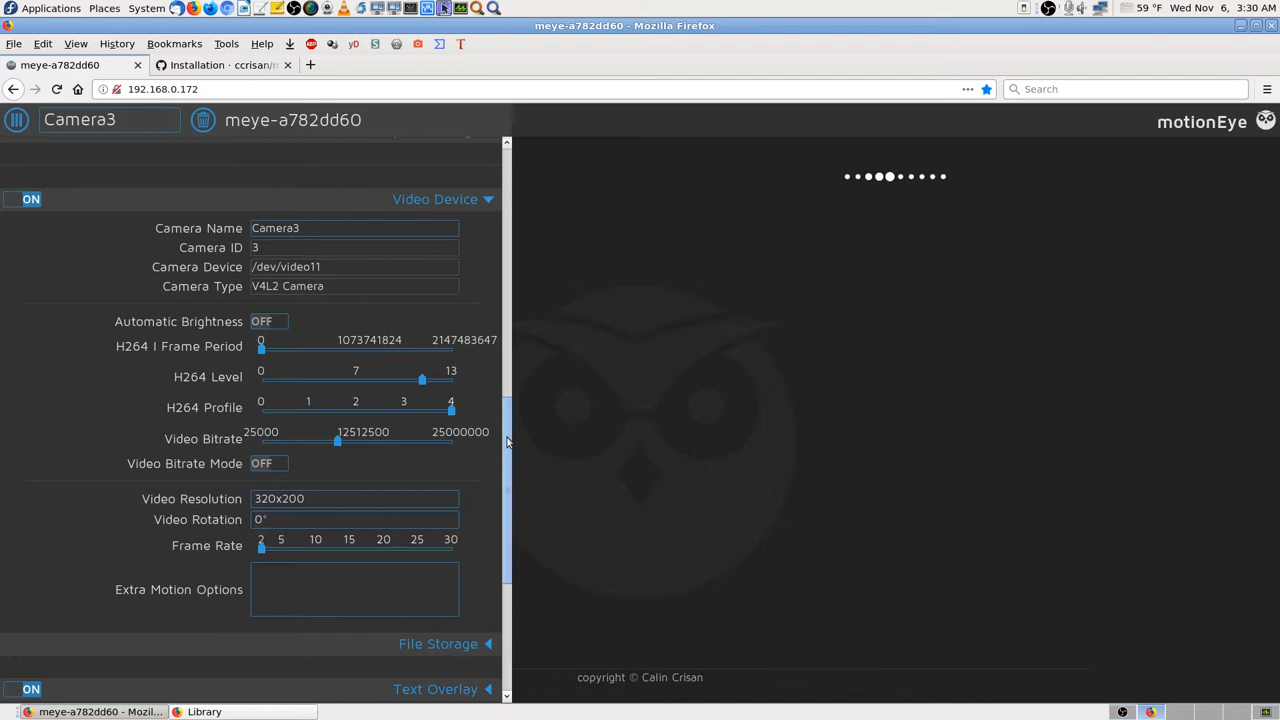 Applications Places System 59 °F Wed Nov 6, 3:30 AM
meye-a782dd60 - Mozilla Firefox
File Edit View History Bookmarks Tools Help ABP yD S T
meye-a782dd60 × Installation · ccrisan/m × +
192.168.0.172 Search
Camera3 meye-a782dd60 motionEye
ON Video Device
Camera Name Camera3
Camera ID 3
Camera Device /dev/video11
Camera Type V4L2 Camera
Automatic Brightness OFF
0 1073741824 2147483647
H264 I Frame Period
0 7 13
H264 Level
0 1 2 3 4
H264 Profile
25000 12512500 25000000
Video Bitrate
Video Bitrate Mode OFF
Video Resolution 320x200
Video Rotation 0°
2 5 10 15 20 25 30
Frame Rate
Extra Motion Options
File Storage
copyright © Calin Crisan
ON Text Overlay
meye-a782dd60 - Mozil... Library